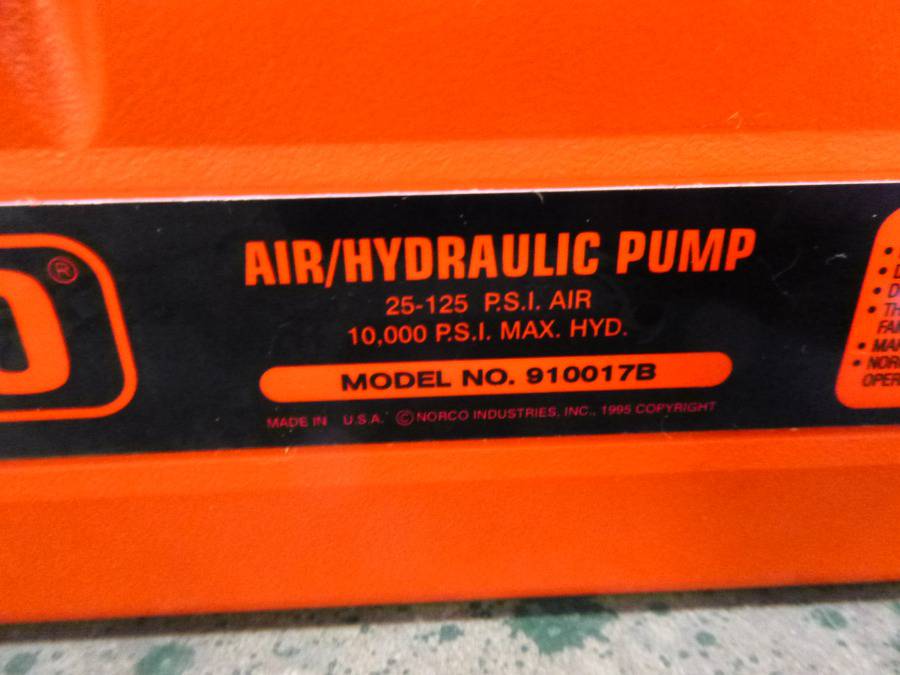 O®
AIR/HYDRAULIC PUMP
25-125 P.S.I. AIR
10,000 P.S.I. MAX. HYD.
MODEL NO. 910017B
MADE IN U.S.A. ©NORCO INDUSTRIES, INC., 1995 COPYRIGHT